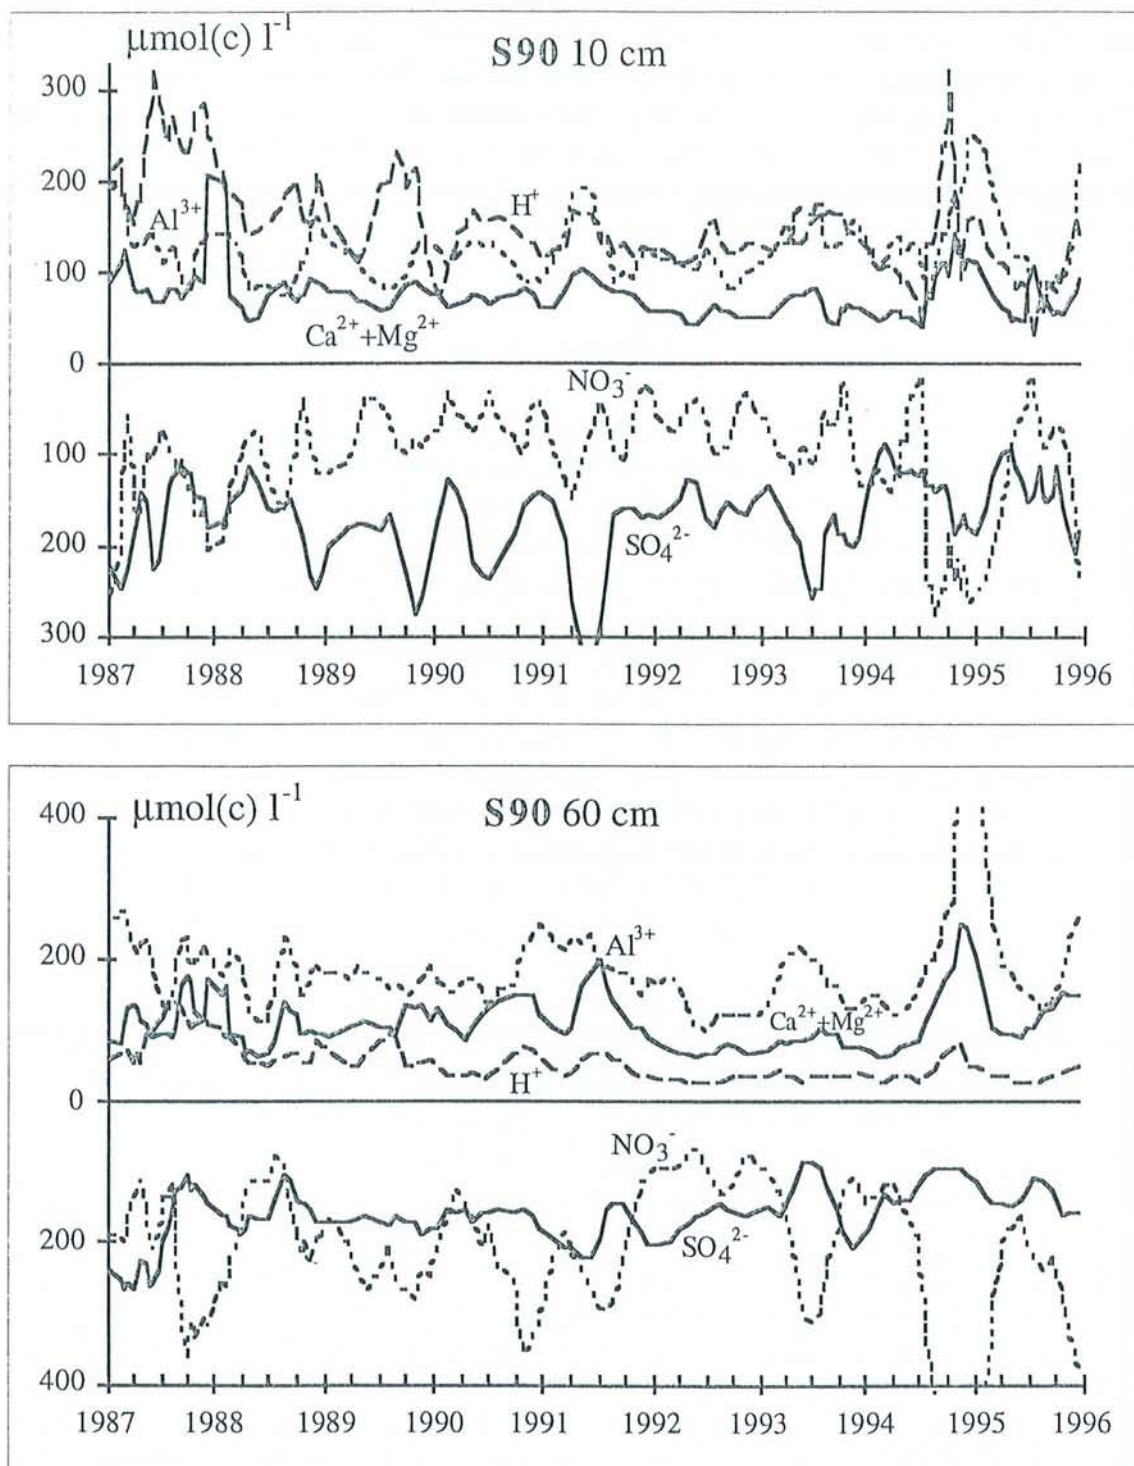 µmol(c) l⁻¹
S90 10 cm
300
200
Al³⁺
H⁺
100
Ca²⁺+Mg²⁺
0
NO₃⁻
100
200
SO₄²⁻
300
1987 1988 1989 1990 1991 1992 1993 1994 1995 1996
400
µmol(c) l⁻¹
S90 60 cm
200
Al³⁺
Ca²⁺+Mg²⁺
H⁺
0
NO₃⁻
200
SO₄²⁻
400
1987 1988 1989 1990 1991 1992 1993 1994 1995 1996